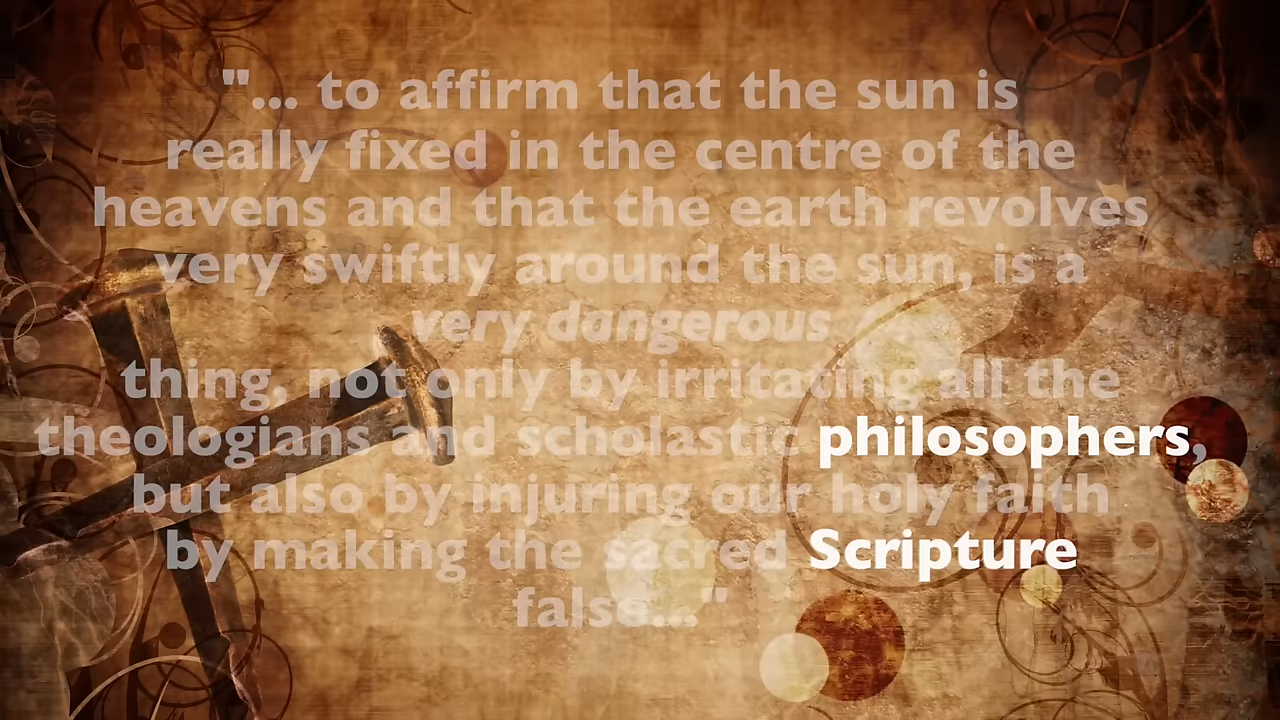 "... to affirm that the sun is
really fixed in the centre of the
heavens and that the earth revolves
very swiftly around the sun, is a
very dangerous
thing, not only by irritating all the
theologians and scholastic philosophers,
but also by injuring our holy faith
by making the sacred Scripture
false..."